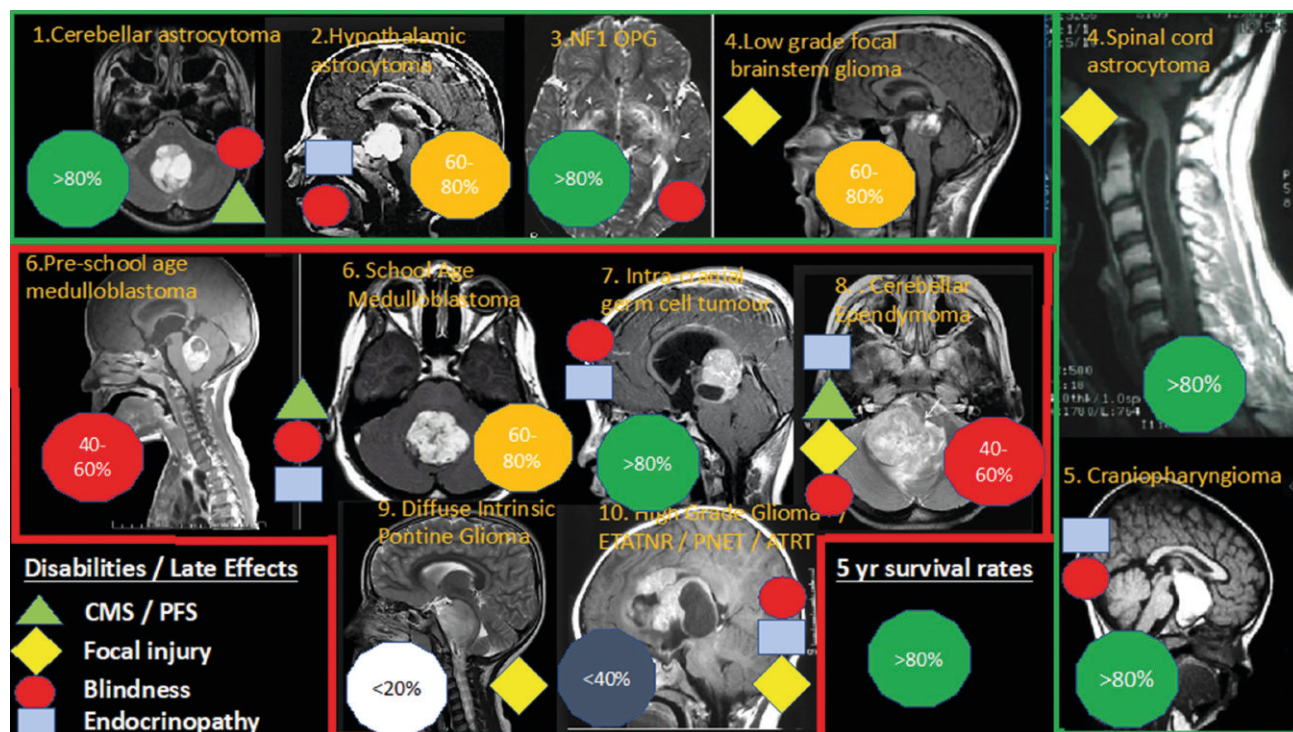 1.Cerebellar astrocytoma
2.Hypothalamic
astrocytoma
3.NF1 OPG
4.Low grade focal
brainstem glioma
4.Spinal cord
astrocytoma
>80%
60-
80%
>80%
60-
80%
>80%
6.Pre-school age
medulloblastoma
6. School Age
Medulloblastoma
7. Intra-cranial
germ cell tumour
8. . Cerebellar
Ependymoma
40-
60%
60-
80%
>80%
40-
60%
5. Craniopharyngioma
>80%
9. Diffuse Intrinsic
Pontine Glioma
10. High Grade Glioma /
ETATNR / PNET / ATRT
<20%
<40%
Disabilities / Late Effects
CMS / PFS
Focal injury
Blindness
Endocrinopathy
5 yr survival rates
>80%